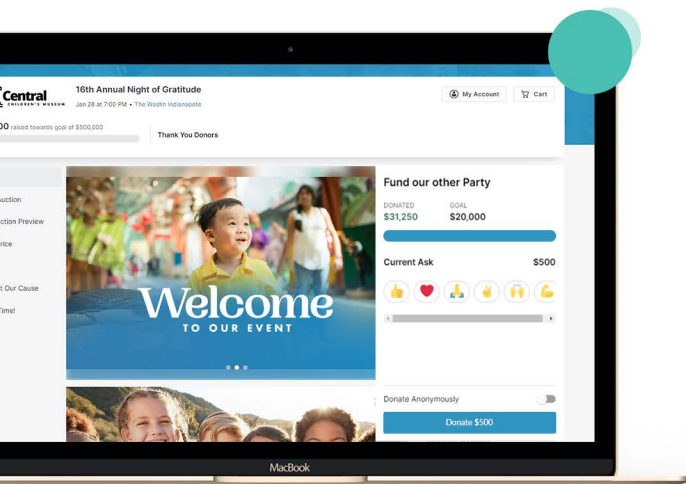 Central
CHILDREN'S MUSEUM
16th Annual Night of Gratitude
Jan 28 at 7:00 PM • The Westin Indianapolis
My Account
Cart
00 raised towards goal of $500,000
Thank You Donors
Auction
ction Preview
rice
t Our Cause
Time!
Welcome
TO OUR EVENT
Fund our other Party
DONATED
GOAL
$31,250
$20,000
Current Ask
$500
Donate Anonymously
Donate $500
MacBook